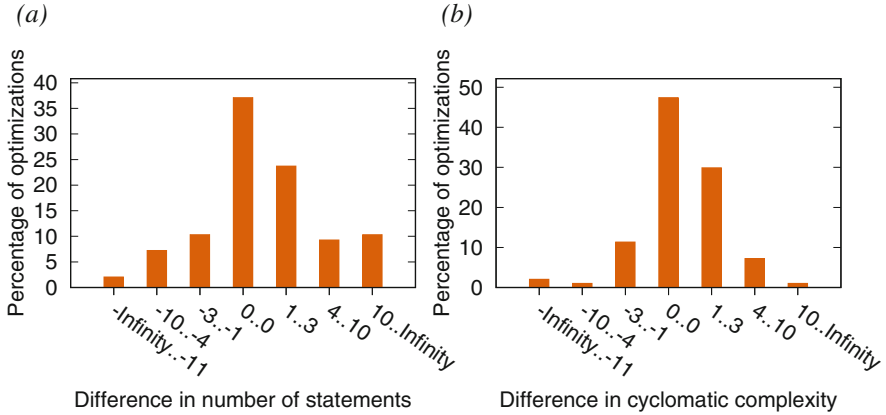 (a)
Percentage of optimizations
40
35
30
25
20
15
10
5
0
-Infinity..-11
-10..-4
-3..-1
0..0
1..3
4..10
10..Infinity
Difference in number of statements
(b)
Percentage of optimizations
50
40
30
20
10
0
-Infinity..-11
-10..-4
-3..-1
0..0
1..3
4..10
10..Infinity
Difference in cyclomatic complexity